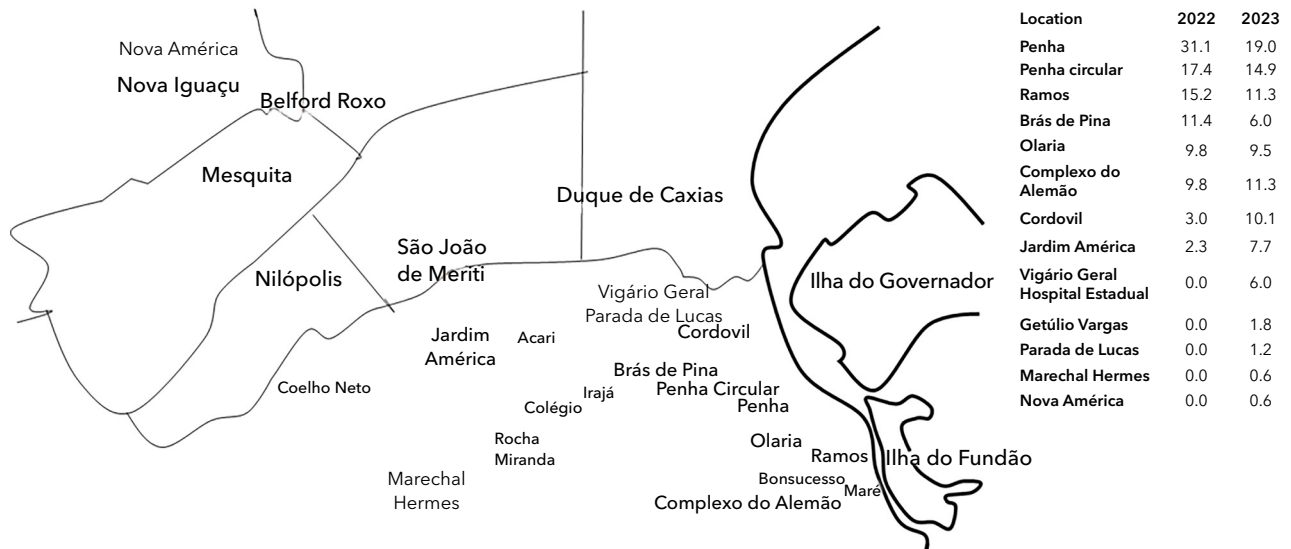 Nova América
Nova Iguaçu
Belford Roxo
Mesquita
Duque de Caxias
São João
de Meriti
Nilópolis
Ilha do Governador
Vigário Geral
Parada de Lucas
Cordovil
Jardim
América
Acari
Coelho Neto
Brás de Pina
Penha Circular
Irajá
Colégio
Penha
Rocha
Miranda
Olaria
Ramos
Ilha do Fundão
Marechal
Hermes
Bonsucesso
Maré
Complexo do Alemão
Location 2022 2023
Penha 31.1 19.0
Penha circular 17.4 14.9
Ramos 15.2 11.3
Brás de Pina 11.4 6.0
Olaria 9.8 9.5
Complexo do
Alemão 9.8 11.3
Cordovil 3.0 10.1
Jardim América 2.3 7.7
Vigário Geral
Hospital Estadual 0.0 6.0
Getúlio Vargas 0.0 1.8
Parada de Lucas 0.0 1.2
Marechal Hermes 0.0 0.6
Nova América 0.0 0.6